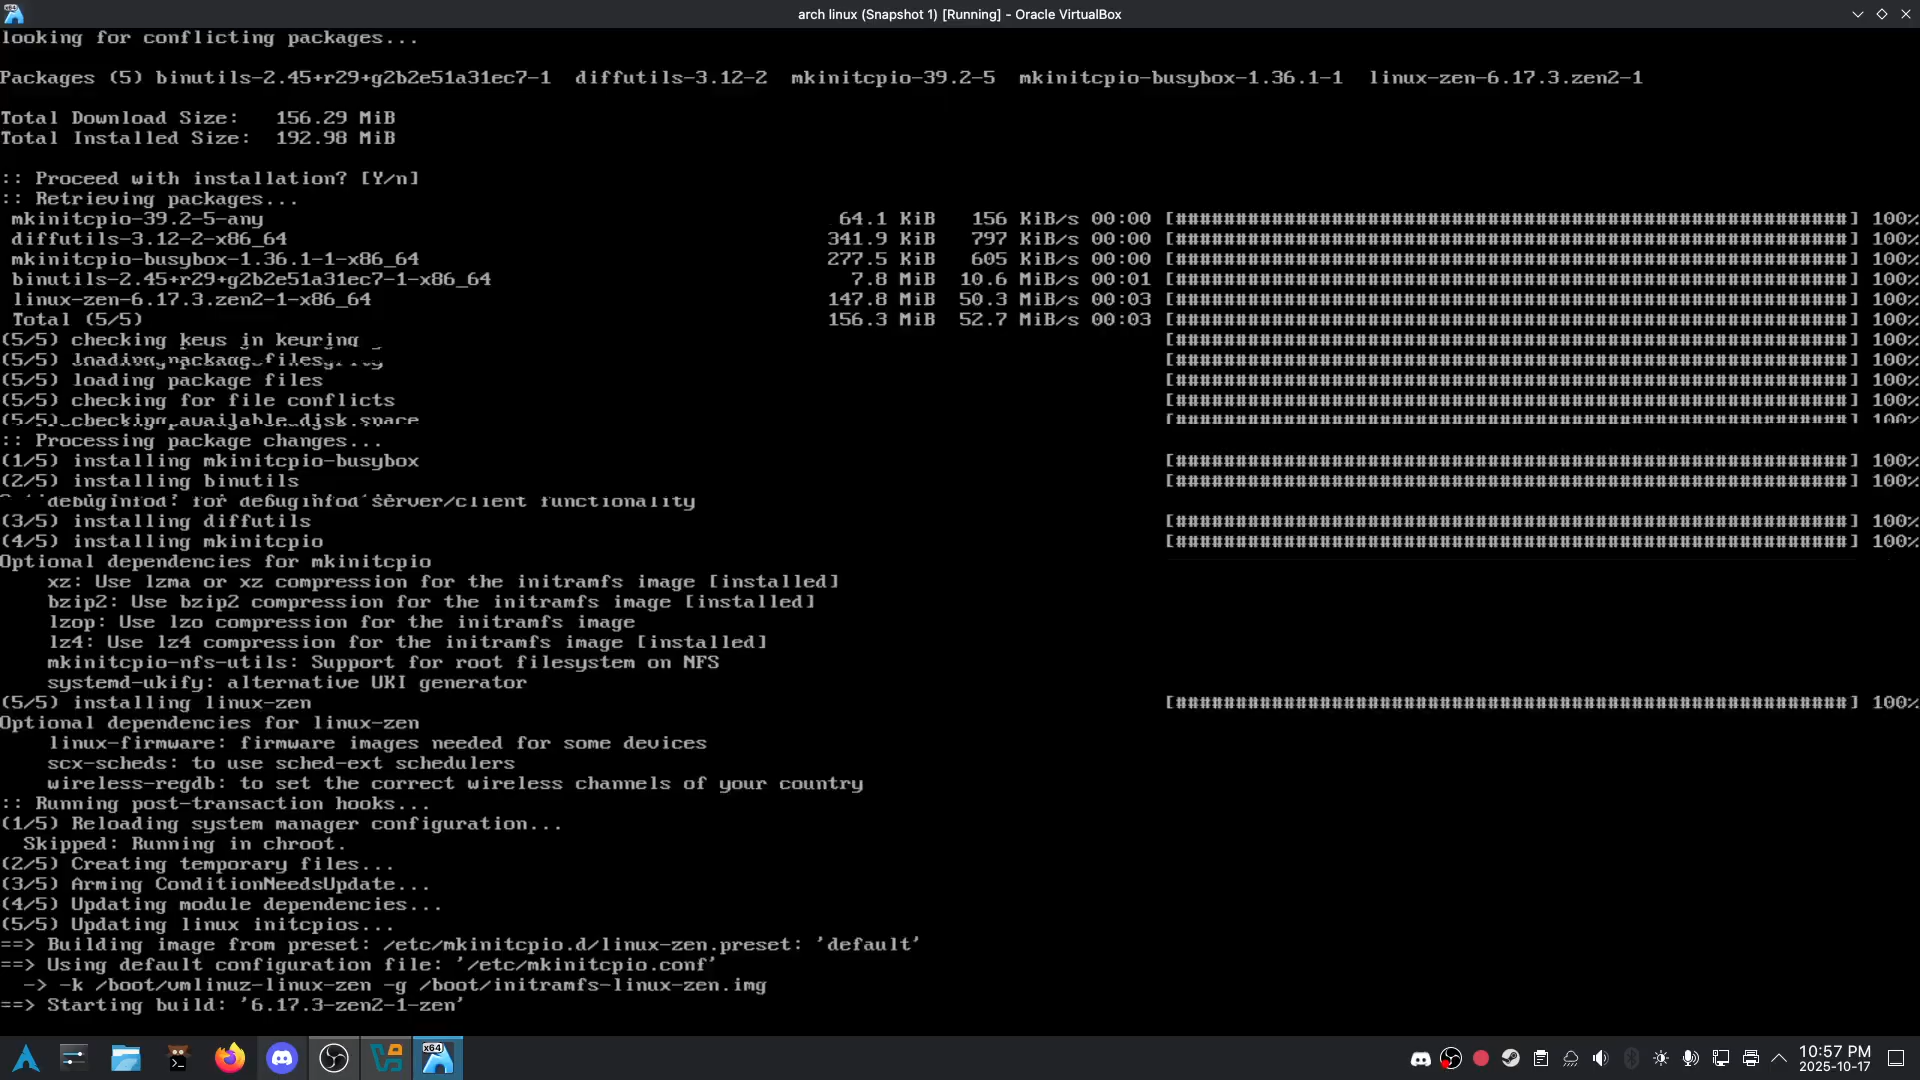 arch linux (Snapshot 1) [Running] - Oracle VirtualBox
looking for conflicting packages...
Packages (5) binutils-2.45+r29+g2b2e51a31ec7-1  diffutils-3.12-2  mkinitcpio-39.2-5  mkinitcpio-busybox-1.36.1-1  linux-zen-6.17.3.zen2-1
Total Download Size:   156.29 MiB
Total Installed Size:  192.98 MiB
:: Proceed with installation? [Y/n]
:: Retrieving packages...
mkinitcpio-39.2-5-any 64.1 KiB 156 KiB/s 00:00 [########################################################] 100%
diffutils-3.12-2-x86_64 341.9 KiB 797 KiB/s 00:00 [########################################################] 100%
mkinitcpio-busybox-1.36.1-1-x86_64 277.5 KiB 605 KiB/s 00:00 [########################################################] 100%
binutils-2.45+r29+g2b2e51a31ec7-1-x86_64 7.8 MiB 10.6 MiB/s 00:01 [########################################################] 100%
linux-zen-6.17.3.zen2-1-x86_64 147.8 MiB 50.3 MiB/s 00:03 [########################################################] 100%
Total (5/5) 156.3 MiB 52.7 MiB/s 00:03 [########################################################] 100%
(5/5) checking keys in keyring [########################################################] 100%
(5/5) loading package files [########################################################] 100%
(5/5) loading package files [########################################################] 100%
(5/5) checking for file conflicts [########################################################] 100%
(5/5) checking available disk space [########################################################] 100%
:: Processing package changes...
(1/5) installing mkinitcpio-busybox [########################################################] 100%
(2/5) installing binutils [########################################################] 100%
debuginfod: for debuginfod server/client functionality
(3/5) installing diffutils [########################################################] 100%
(4/5) installing mkinitcpio [########################################################] 100%
Optional dependencies for mkinitcpio
xz: Use lzma or xz compression for the initramfs image [installed]
bzip2: Use bzip2 compression for the initramfs image [installed]
lzop: Use lzo compression for the initramfs image
lz4: Use lz4 compression for the initramfs image [installed]
mkinitcpio-nfs-utils: Support for root filesystem on NFS
systemd-ukify: alternative UKI generator
(5/5) installing linux-zen [########################################################] 100%
Optional dependencies for linux-zen
linux-firmware: firmware images needed for some devices
scx-scheds: to use sched-ext schedulers
wireless-regdb: to set the correct wireless channels of your country
:: Running post-transaction hooks...
(1/5) Reloading system manager configuration...
Skipped: Running in chroot.
(2/5) Creating temporary files...
(3/5) Arming ConditionNeedsUpdate...
(4/5) Updating module dependencies...
(5/5) Updating linux initcpios...
==> Building image from preset: /etc/mkinitcpio.d/linux-zen.preset: 'default'
==> Using default configuration file: '/etc/mkinitcpio.conf'
-> -k /boot/vmlinuz-linux-zen -g /boot/initramfs-linux-zen.img
==> Starting build: '6.17.3-zen2-1-zen'
x64
10:57 PM
2025-10-17